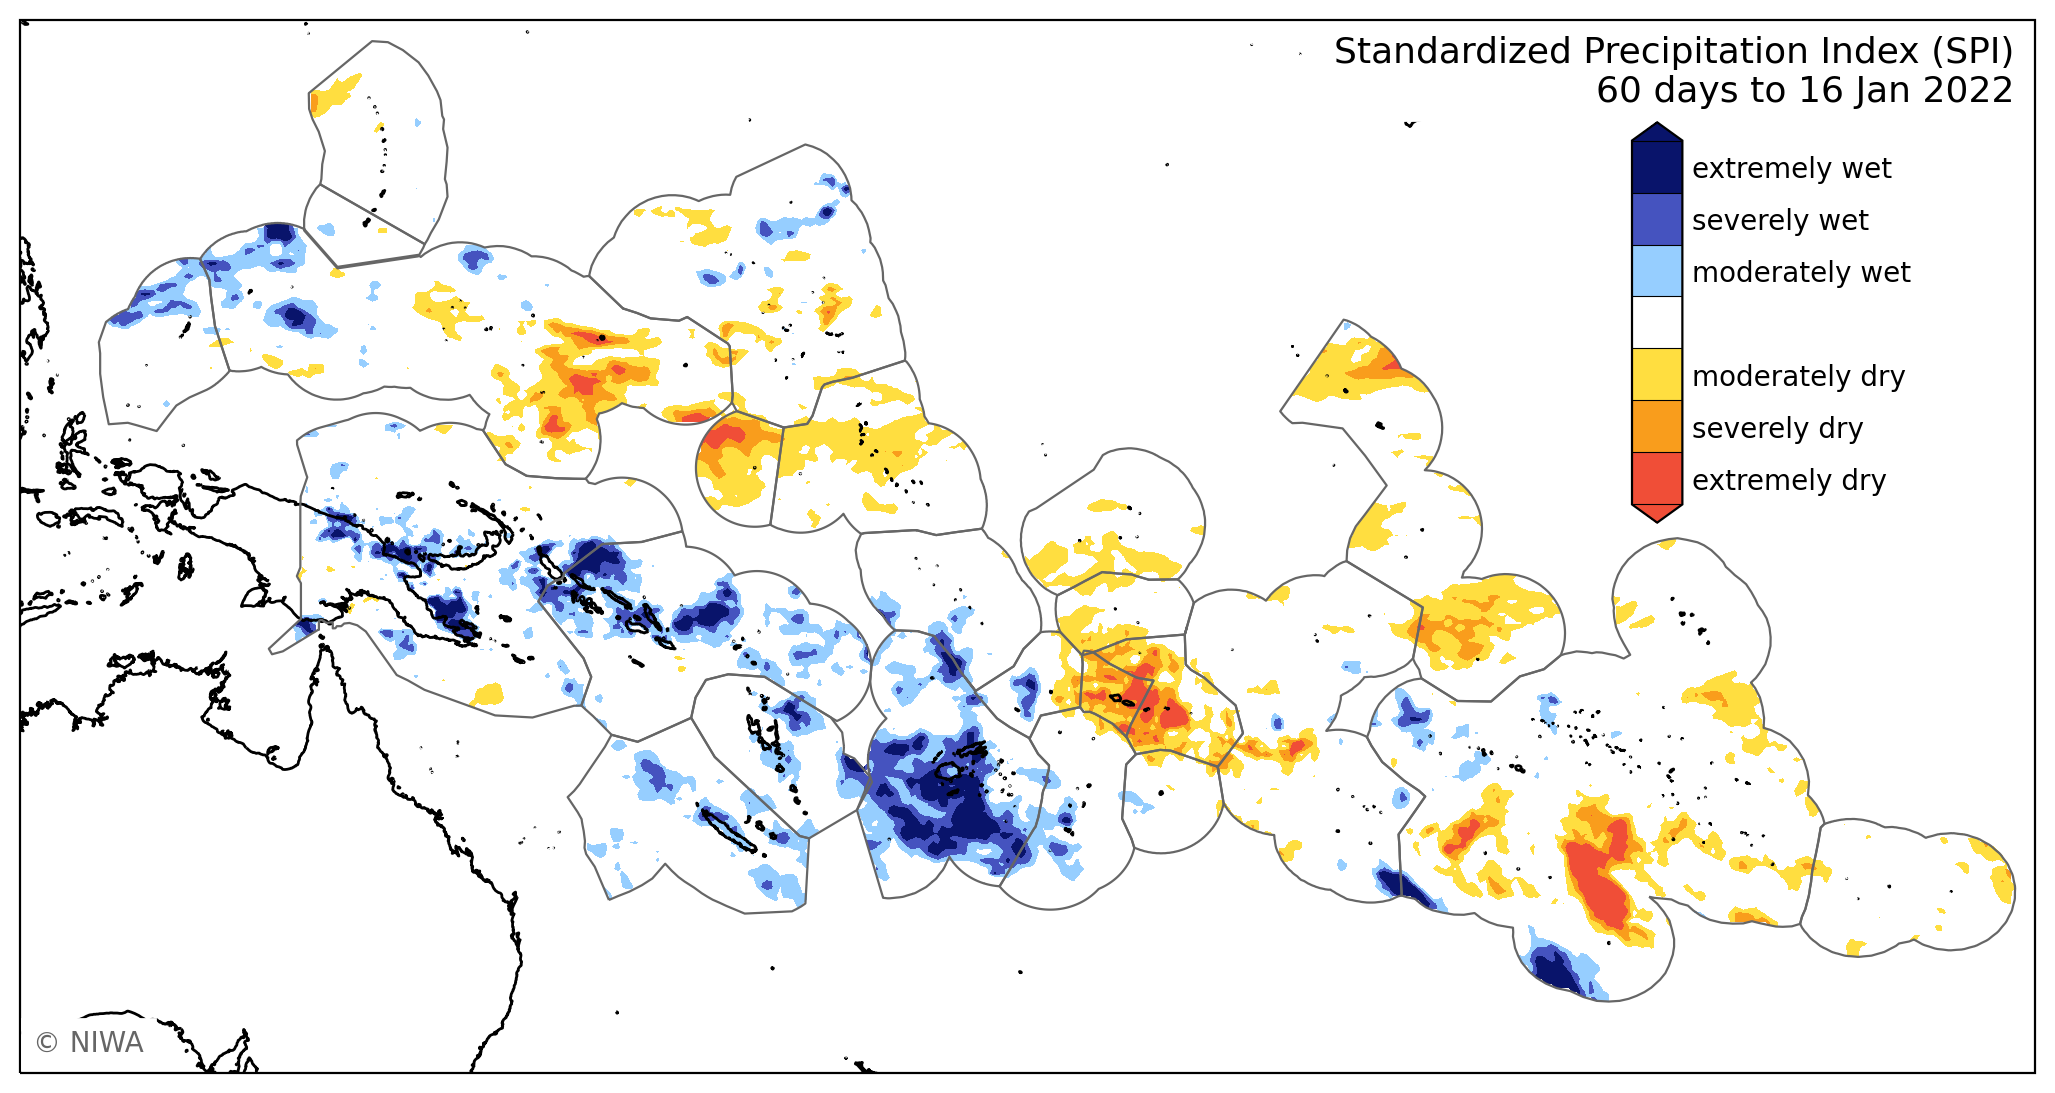 Standardized Precipitation Index (SPI)
60 days to 16 Jan 2022
extremely wet
severely wet
moderately wet
moderately dry
severely dry
extremely dry
© NIWA